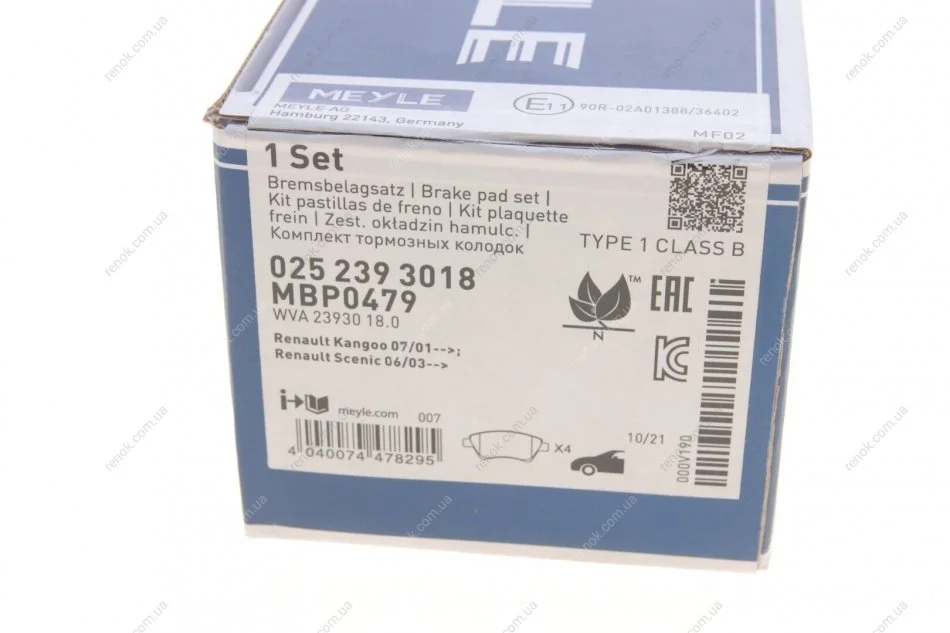 LE
MEYLE
MEYLE AG
Hamburg 22143, Germany
E11 90R-02A01388/36402
MF02
1 Set
Bremsbelagsatz | Brake pad set |
Kit pastillas de freno | Kit plaquette
frein | Zest. okładzin hamulc. |
Комплект тормозных колодок
TYPE 1 CLASS B
025 239 3018
MBP0479
WVA 23930 18.0
Renault Kangoo 07/01-->;
Renault Scenic 06/03-->
TM
N
EAC
meyle.com
007
4 040074 478295
X4
10/21
000V190
renok.com.ua